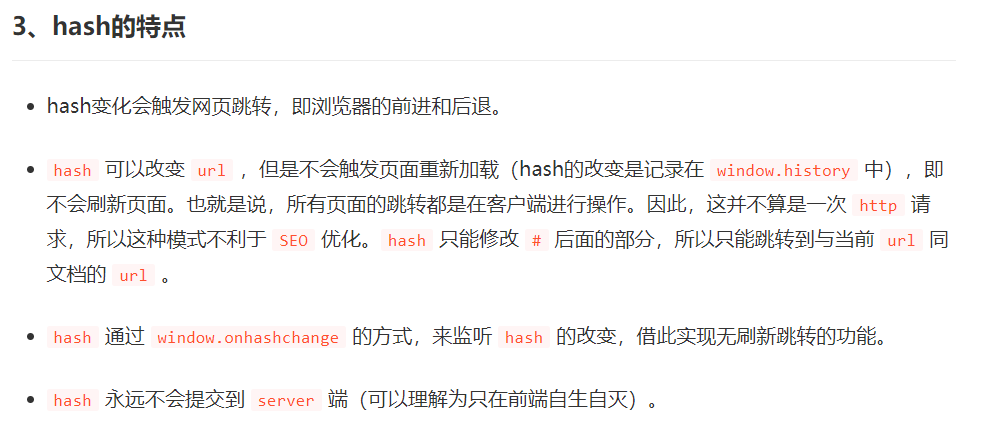 3、hash的特点
hash变化会触发网页跳转，即浏览器的前进和后退。
hash 可以改变 url ，但是不会触发页面重新加载（hash的改变是记录在 window.history 中），即
不会刷新页面。也就是说，所有页面的跳转都是在客户端进行操作。因此，这并不算是一次 http 请
求，所以这种模式不利于 SEO 优化。hash 只能修改 # 后面的部分，所以只能跳转到与当前 url 同
文档的 url 。
hash 通过 window.onhashchange 的方式，来监听 hash 的改变，借此实现无刷新跳转的功能。
hash 永远不会提交到 server 端（可以理解为只在前端自生自灭）。